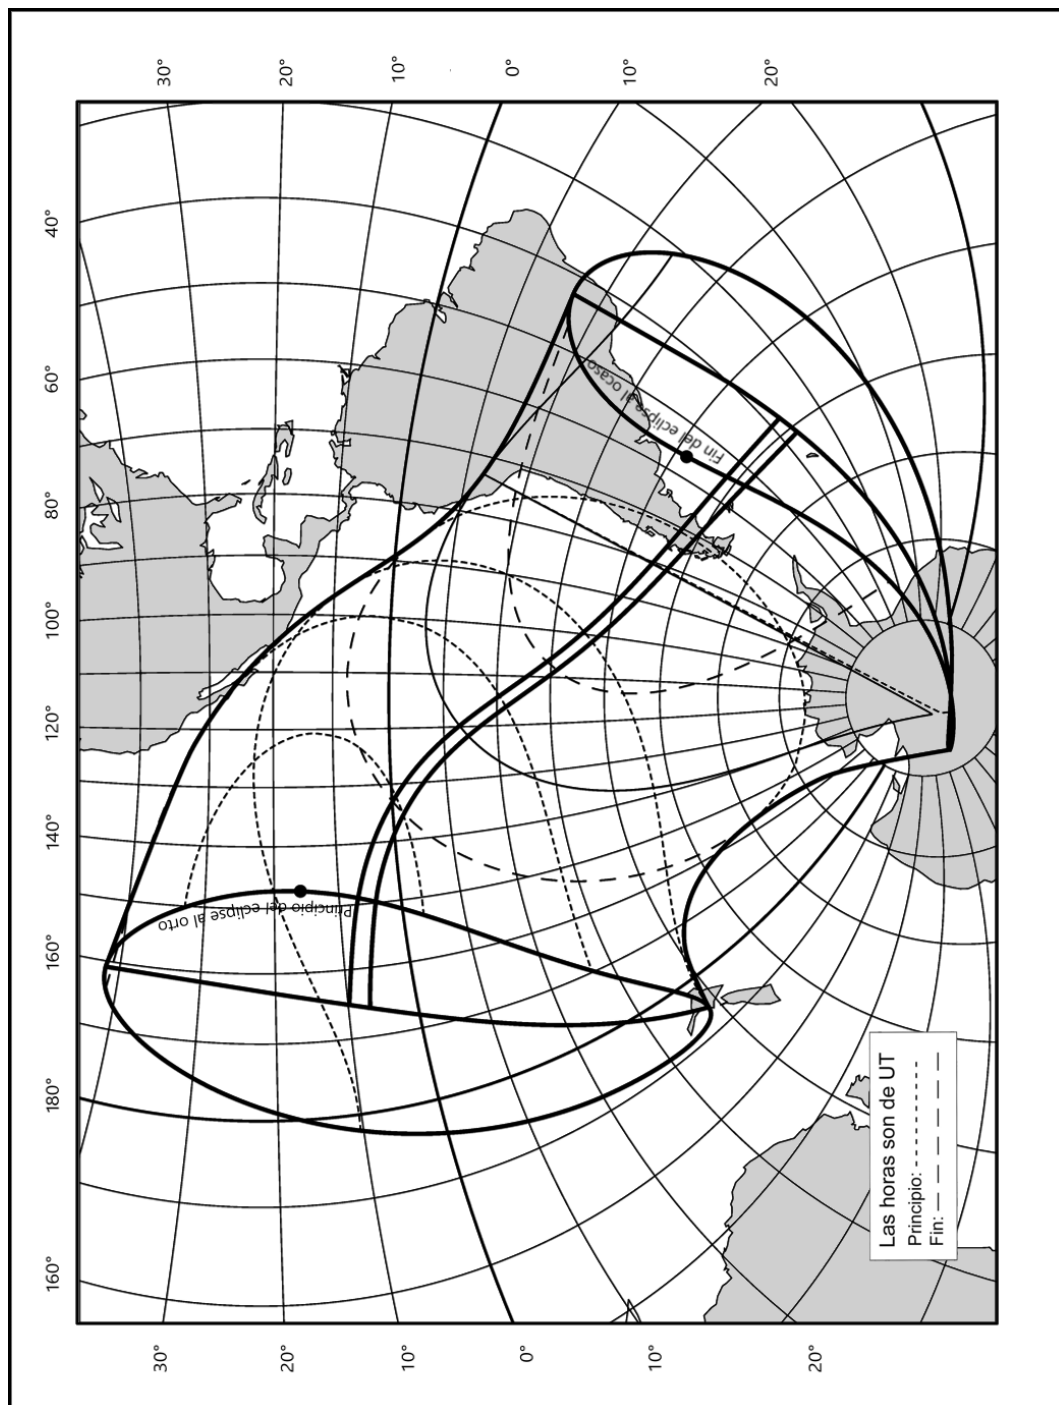 30° 20° 10° 0° 10° 20°
40°
60°
80°
100°
120°
140°
160°
180°
160°
Fin del eclipse al ocaso
Principio del eclipse al orto
Las horas son de UT
Principio:
Fin:
30° 20° 10° 0° 10° 20°